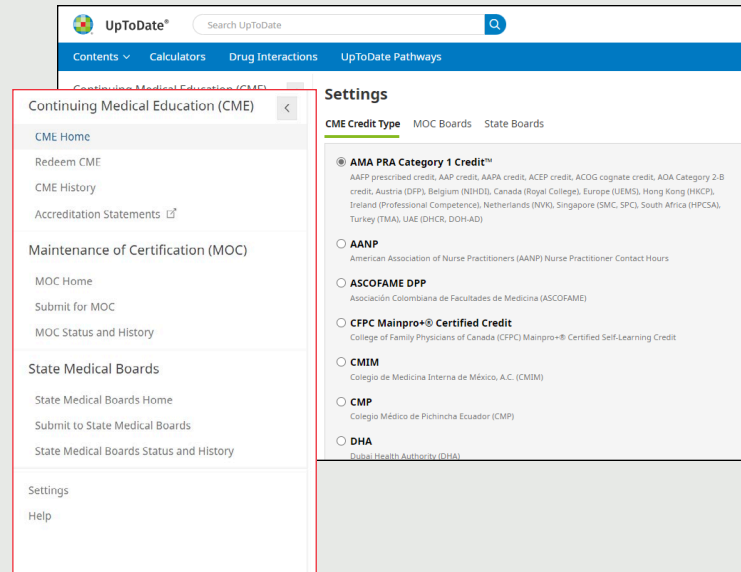 UpToDate®
Search UpToDate
Contents
Calculators
Drug Interactions
UpToDate Pathways
Continuing Medical Education (CME)
Continuing Medical Education (CME)
CME Home
Redeem CME
CME History
Accreditation Statements
Maintenance of Certification (MOC)
MOC Home
Submit for MOC
MOC Status and History
State Medical Boards
State Medical Boards Home
Submit to State Medical Boards
State Medical Boards Status and History
Settings
Help
Settings
CME Credit Type
MOC Boards
State Boards
AMA PRA Category 1 Credit™
AAFP prescribed credit, AAP credit, AAPA credit, ACEP credit, ACOG cognate credit, AOA Category 2-B
credit, Austria (DFP), Belgium (NIHDI), Canada (Royal College), Europe (UEMS), Hong Kong (HKCP),
Ireland (Professional Competence), Netherlands (NVK), Singapore (SMC, SPC), South Africa (HPCSA),
Turkey (TMA), UAE (DHCR, DOH-AD)
AANP
American Association of Nurse Practitioners (AANP) Nurse Practitioner Contact Hours
ASCOFAME DPP
Asociación Colombiana de Facultades de Medicina (ASCOFAME)
CFPC Mainpro+® Certified Credit
College of Family Physicians of Canada (CFPC) Mainpro+® Certified Self-Learning Credit
CMIM
Colegio de Medicina Interna de México, A.C. (CMIM)
CMP
Colegio Médico de Pichincha Ecuador (CMP)
DHA
Dubai Health Authority (DHA)